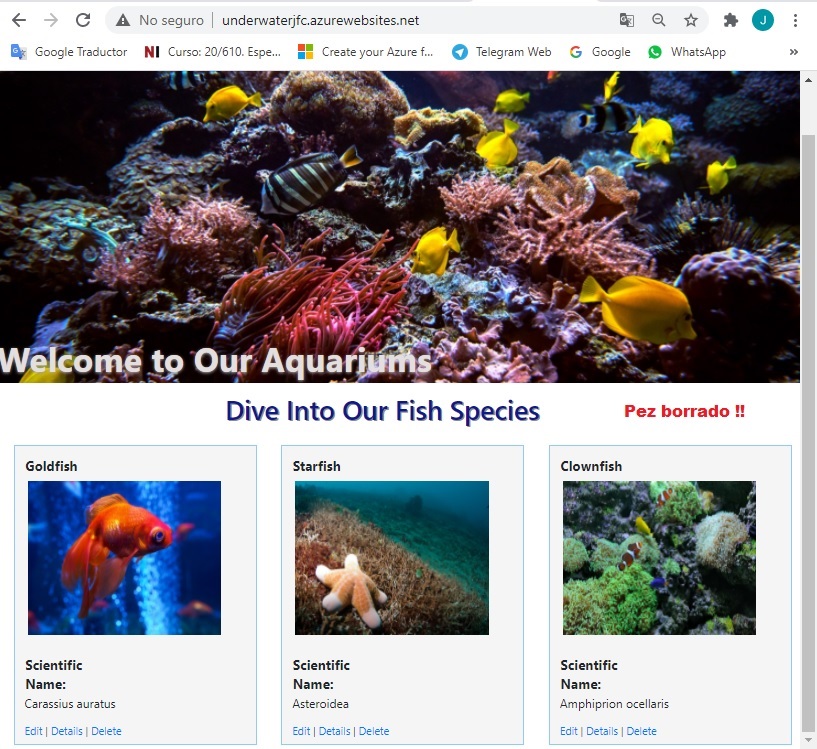 No seguro | underwaterjfc.azurewebsites.net
J
Google Traductor
NI Curso: 20/610. Espe...
Create your Azure f...
Telegram Web
G Google
WhatsApp
»
Welcome to Our Aquariums
Dive Into Our Fish Species
Pez borrado !!
Goldfish
Scientific
Name:
Carassius auratus
Edit | Details | Delete
Starfish
Scientific
Name:
Asteroidea
Edit | Details | Delete
Clownfish
Scientific
Name:
Amphiprion ocellaris
Edit | Details | Delete